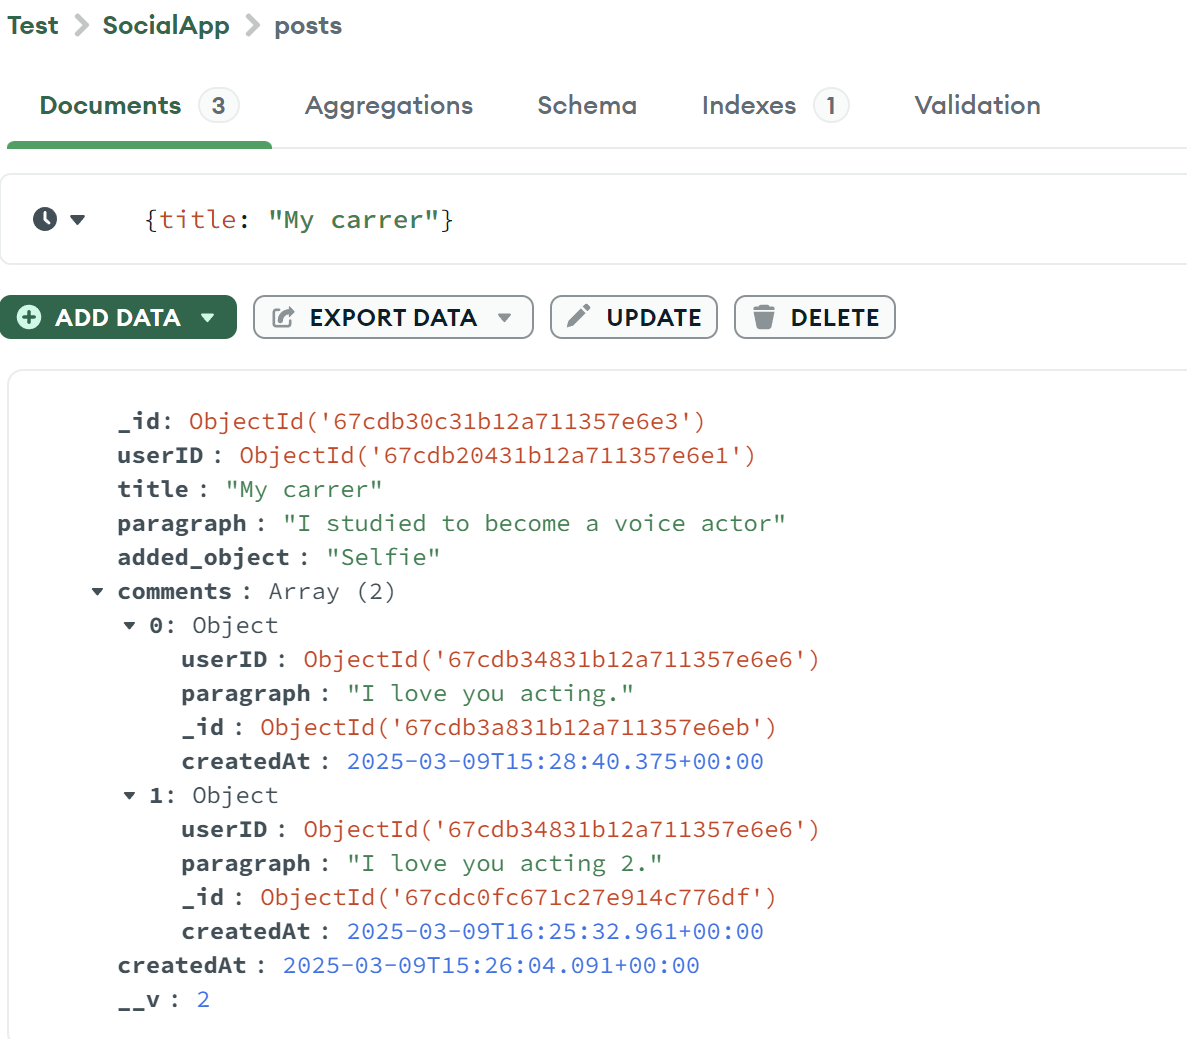 Test > SocialApp > posts
Documents 3 Aggregations Schema Indexes 1 Validation
{title: "My carrer"}
ADD DATA EXPORT DATA UPDATE DELETE
_id: ObjectId('67cdb30c31b12a711357e6e3')
userID : ObjectId('67cdb20431b12a711357e6e1')
title : "My carrer"
paragraph : "I studied to become a voice actor"
added_object : "Selfie"
comments : Array (2)
0: Object
userID : ObjectId('67cdb34831b12a711357e6e6')
paragraph : "I love you acting."
_id : ObjectId('67cdb3a831b12a711357e6eb')
createdAt : 2025-03-09T15:28:40.375+00:00
1: Object
userID : ObjectId('67cdb34831b12a711357e6e6')
paragraph : "I love you acting 2."
_id : ObjectId('67cdc0fc671c27e914c776df')
createdAt : 2025-03-09T16:25:32.961+00:00
createdAt : 2025-03-09T15:26:04.091+00:00
__v : 2